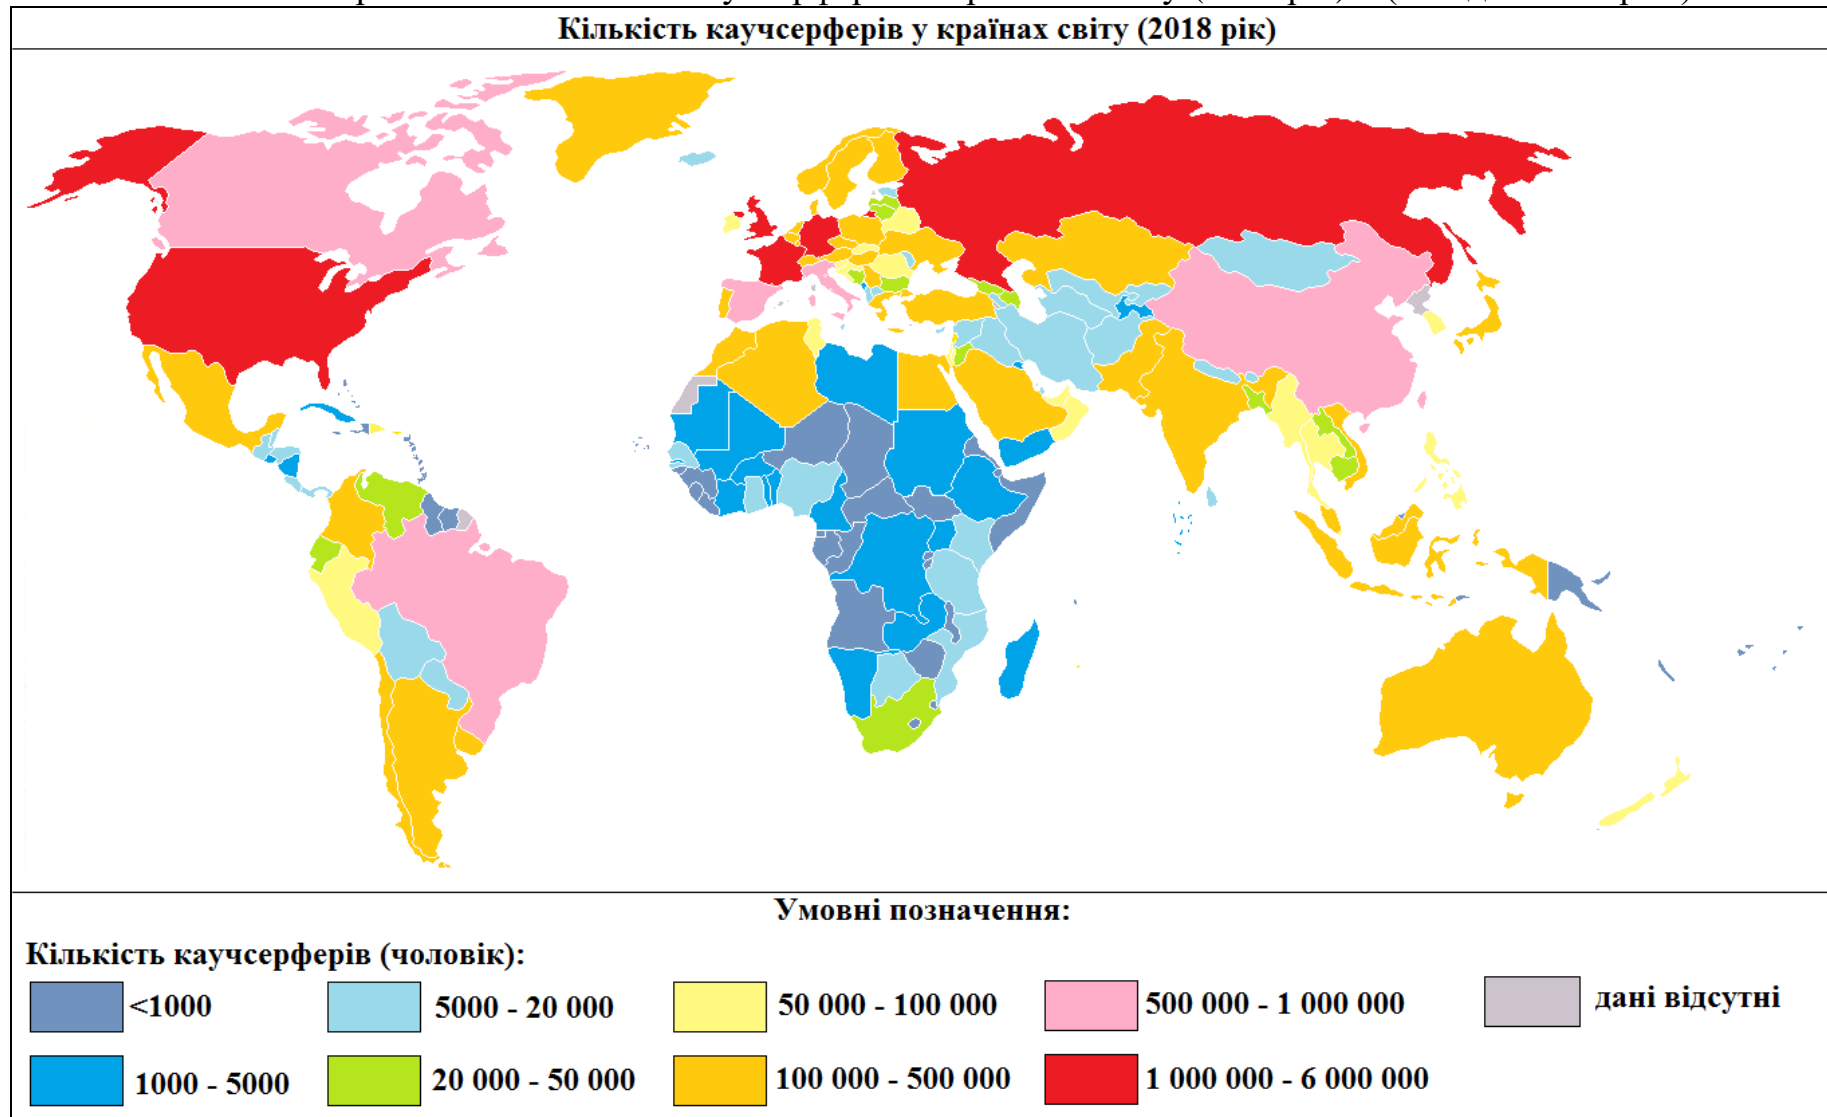 Кількість каучсерферів у країнах світу (2018 рік)
Умовні позначення:
Кількість каучсерферів (чоловік):
<1000
5000 - 20 000
50 000 - 100 000
500 000 - 1 000 000
дані відсутні
1000 - 5000
20 000 - 50 000
100 000 - 500 000
1 000 000 - 6 000 000